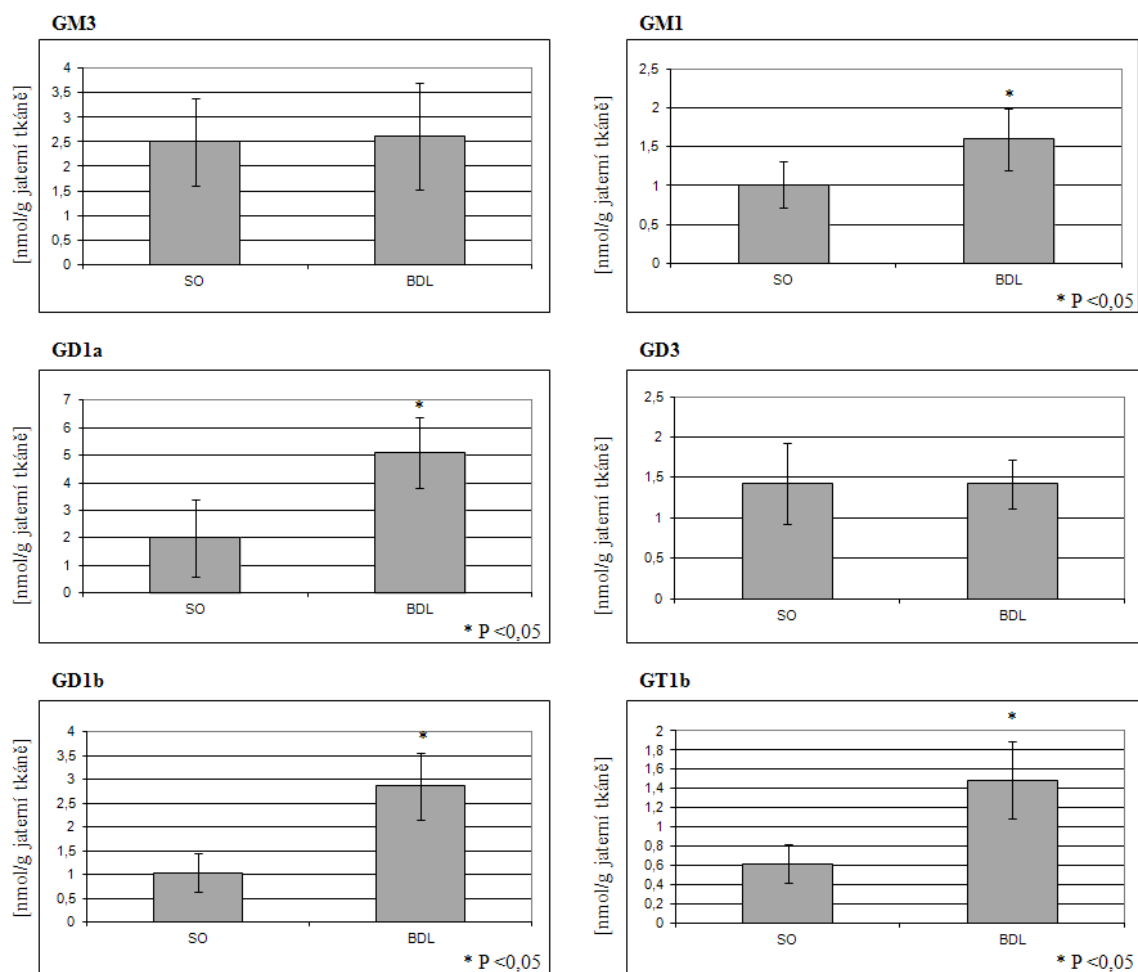 GM3
[nmol/g jaterní tkáně]
4
3,5
3
2,5
2
1,5
1
0,5
0
SO
BDL
GM1
[nmol/g jaterní tkáně]
2,5
2
1,5
1
0,5
0
*
SO
BDL
* P <0,05
GD1a
[nmol/g jaterní tkáně]
7
6
5
4
3
2
1
0
*
SO
BDL
* P <0,05
GD3
[nmol/g jaterní tkáně]
2,5
2
1,5
1
0,5
0
SO
BDL
GD1b
[nmol/g jaterní tkáně]
4
3,5
3
2,5
2
1,5
1
0,5
0
*
SO
BDL
* P <0,05
GT1b
[nmol/g jaterní tkáně]
2
1,8
1,6
1,4
1,2
1
0,8
0,6
0,4
0,2
0
*
SO
BDL
* P <0,05